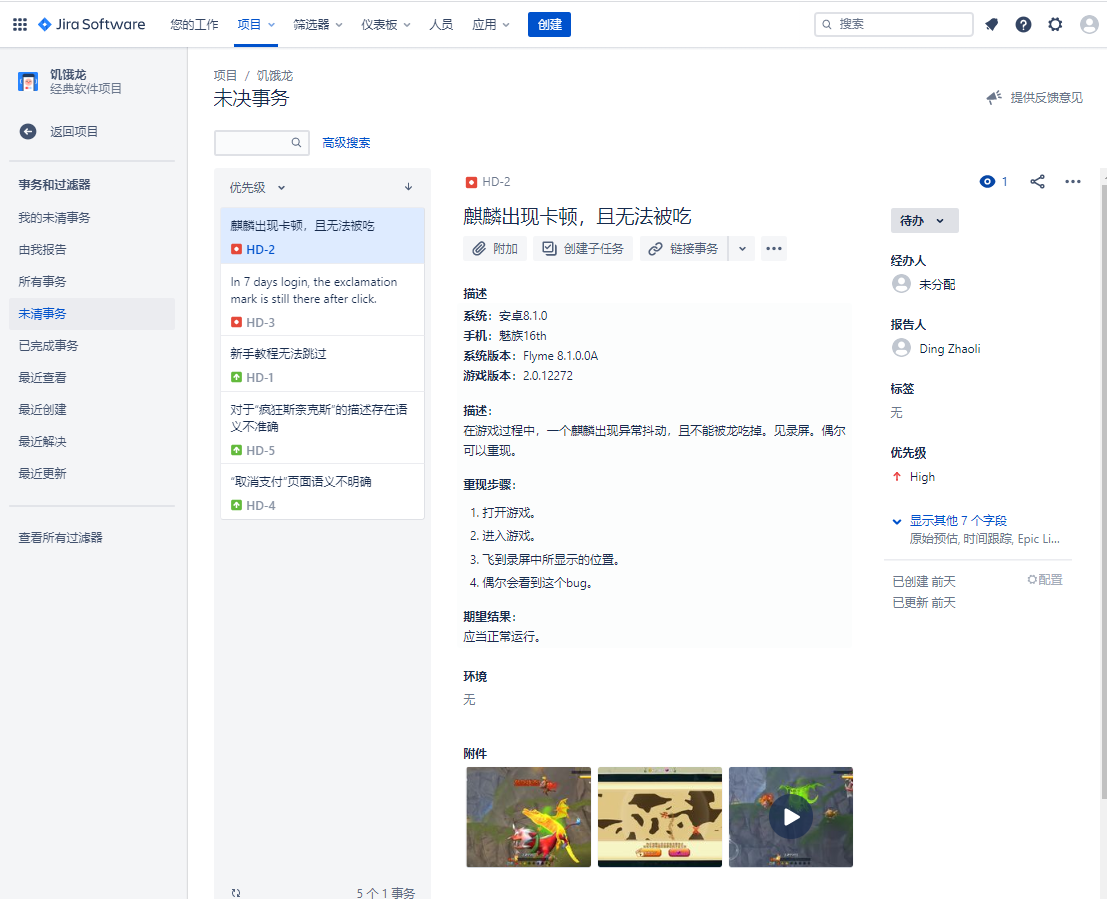 Jira Software 您的工作 项目 筛选器 仪表板 人员 应用 创建 搜索
饥饿龙
经典软件项目
返回项目
事务和过滤器
我的未清事务
由我报告
所有事务
未清事务
已完成事务
最近查看
最近创建
最近解决
最近更新
查看所有过滤器
项目 / 饥饿龙
未决事务
提供反馈意见
高级搜索
优先级
麒麟出现卡顿，且无法被吃
HD-2
In 7 days login, the exclamation
mark is still there after click.
HD-3
新手教程无法跳过
HD-1
对于“疯狂斯奈克斯”的描述存在语
义不准确
HD-5
“取消支付”页面语义不明确
HD-4
5 个 1 事务
HD-2
1
麒麟出现卡顿，且无法被吃
附加 创建子任务 链接事务
描述
系统：安卓8.1.0
手机：魅族16th
系统版本：Flyme 8.1.0.0A
游戏版本：2.0.12272
描述：
在游戏过程中，一个麒麟出现异常抖动，且不能被龙吃掉。见录屏。偶尔
可以重现。
重现步骤：
1. 打开游戏。
2. 进入游戏。
3. 飞到录屏中所显示的位置。
4. 偶尔会看到这个bug。
期望结果：
应当正常运行。
环境
无
附件
待办
经办人
未分配
报告人
Ding Zhaoli
标签
无
优先级
High
显示其他 7 个字段
原始预估, 时间跟踪, Epic Li...
已创建 前天
配置
已更新 前天